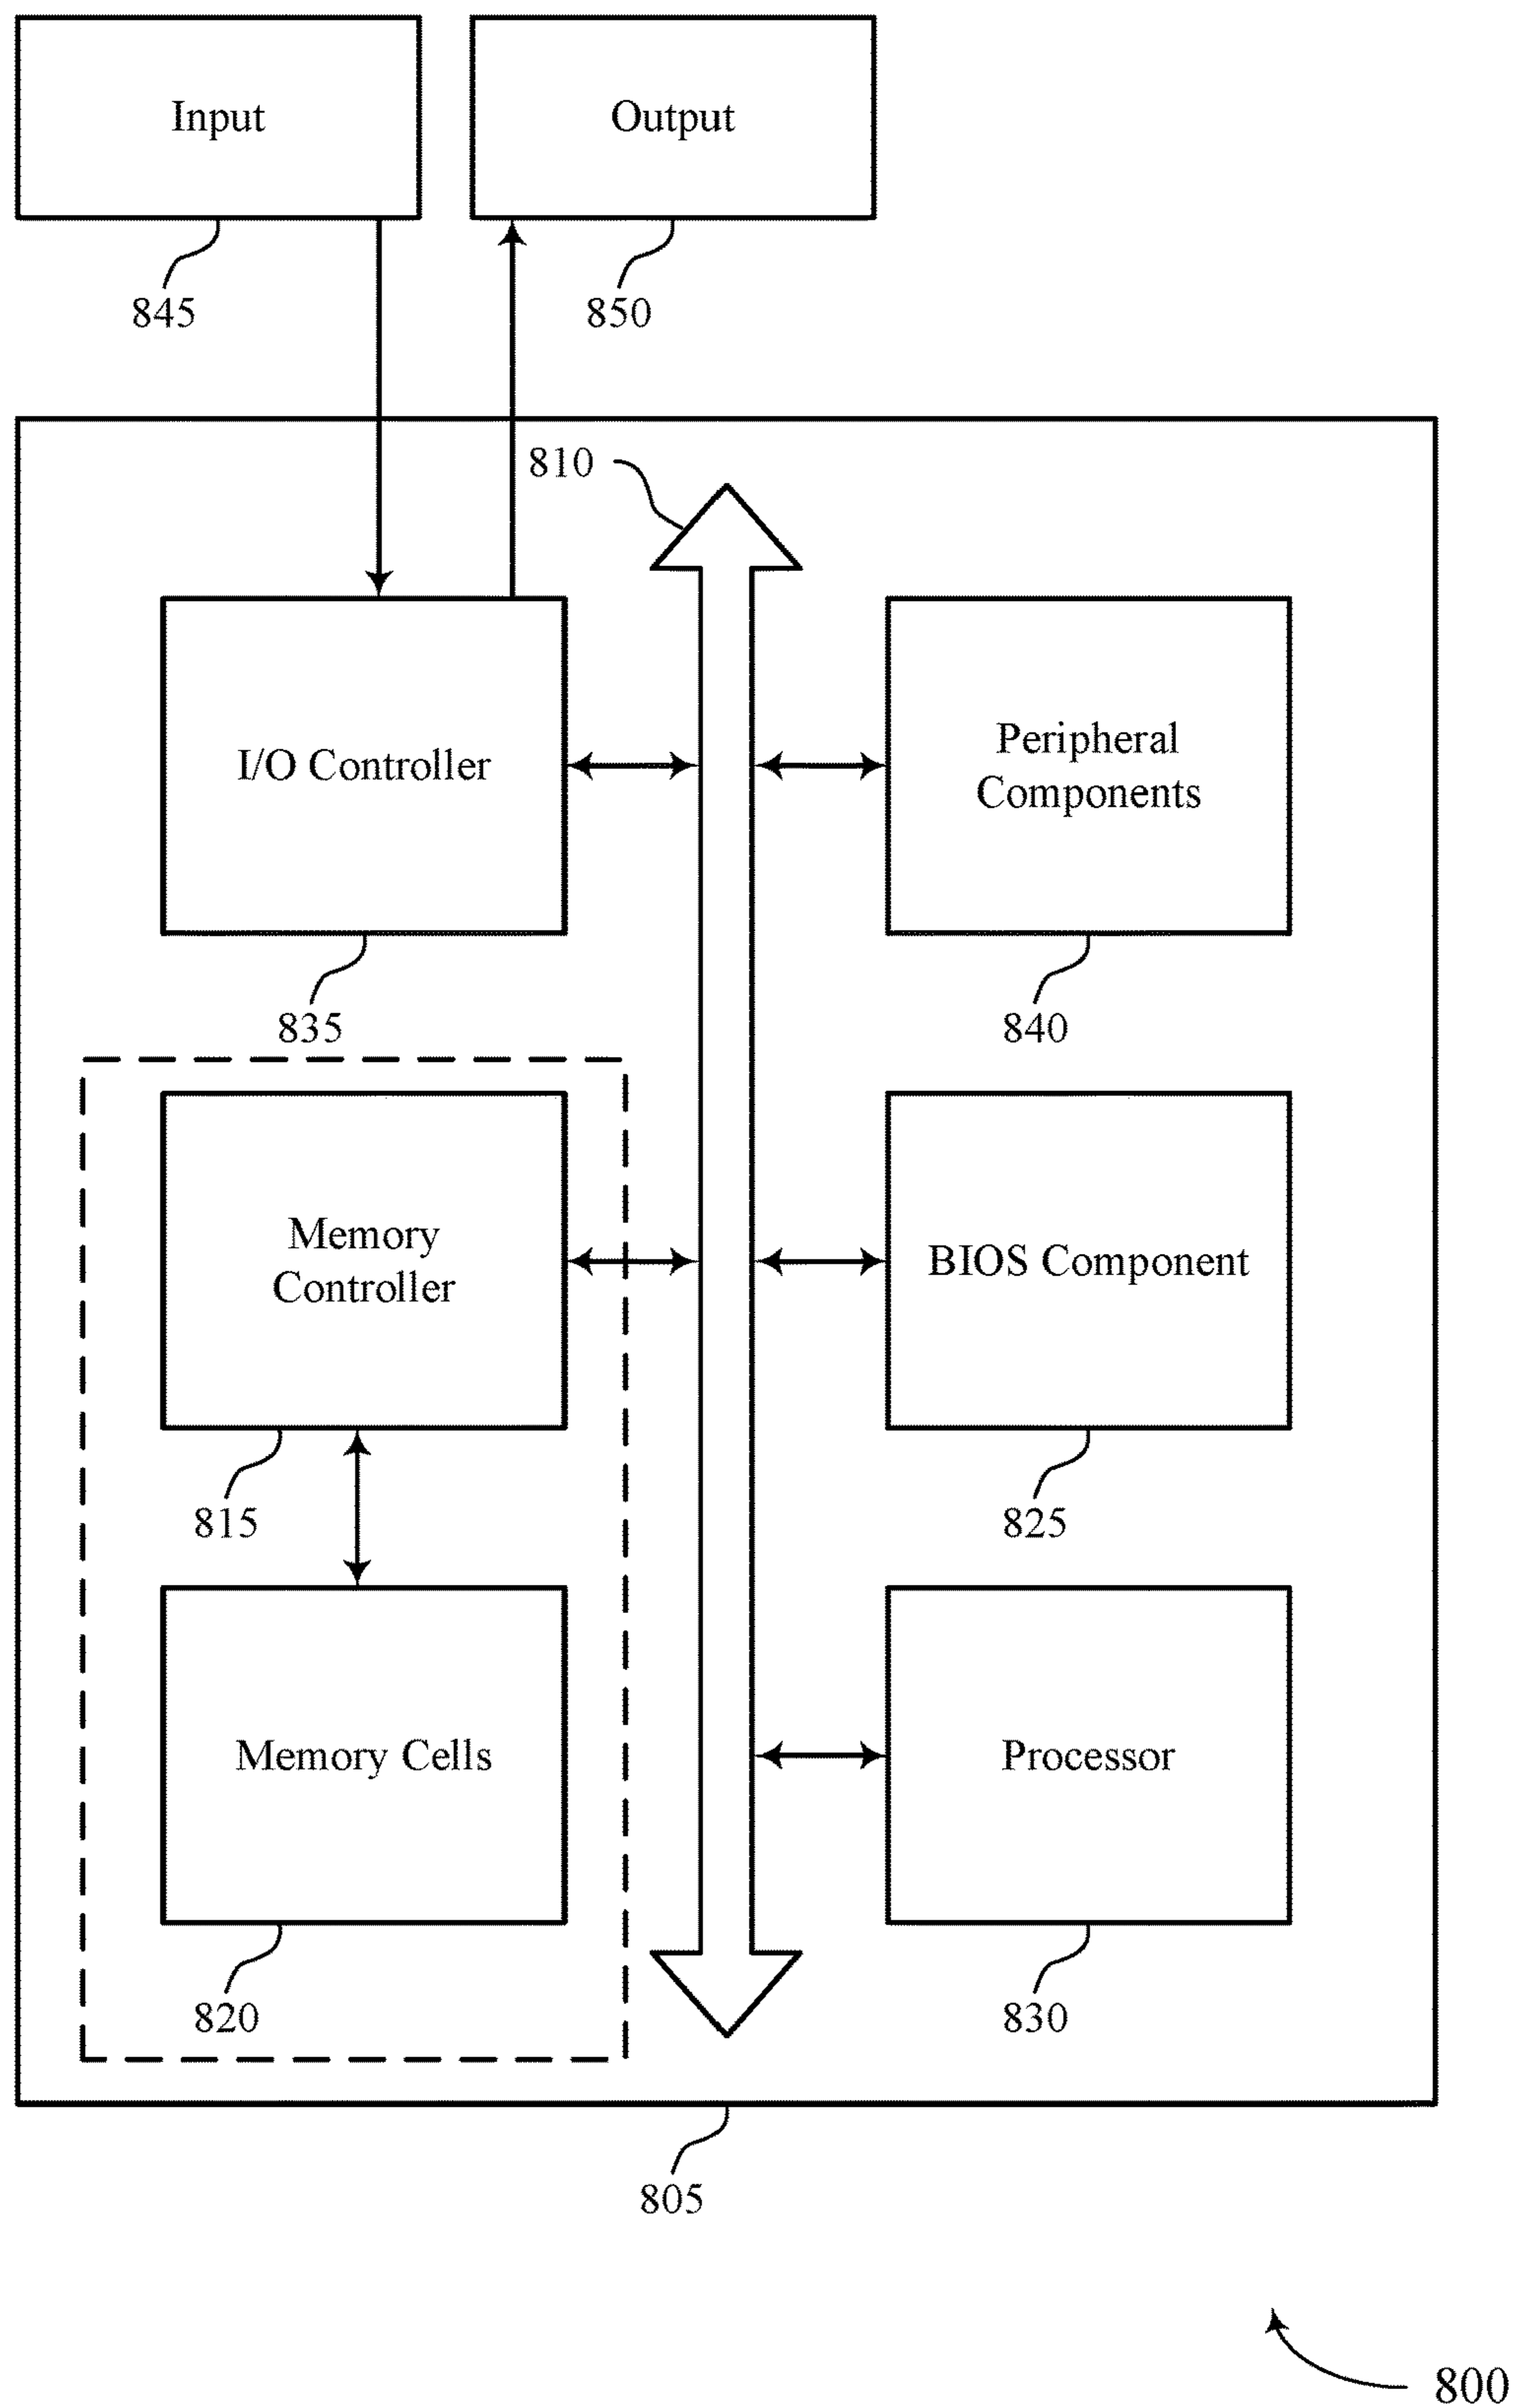 Input
Output
845
850
810
I/O Controller
Peripheral
Components
835
840
Memory
Controller
BIOS Component
815
825
Memory Cells
Processor
820
830
805
800